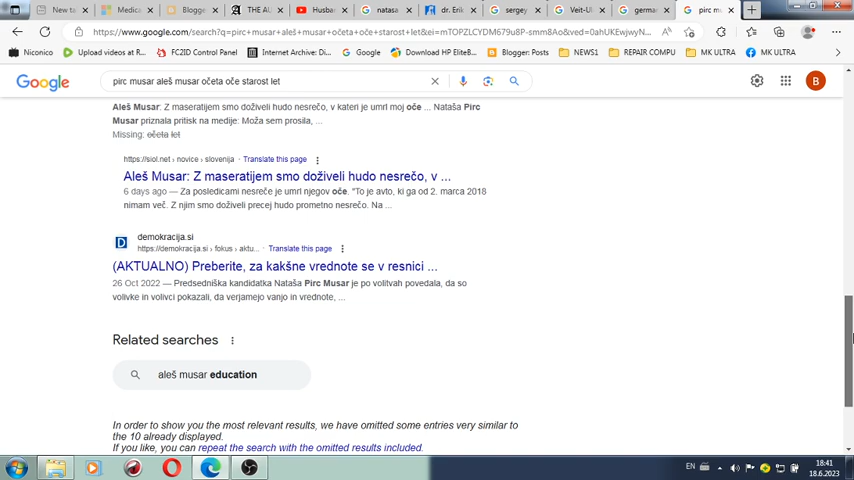 New ta
Medica
Blogge
THE AU
Husba
natasa
dr. Erik
sergey
Veit-Ul
german
pirc mu
https://www.google.com/search?q=pirc+musar+aleš+musar+očeta+oče+starost+let&ei=mTOPZLCYDM679u8P-smm8Ao&ved=0ahUKEwjwyN...
Niconico
Upload videos at R...
FC2ID Control Panel
Internet Archive: Di...
Google
Download HP EliteB...
Blogger: Posts
NEWS1
REPAIR COMPU
MK ULTRA
MK ULTRA
Google
pirc musar aleš musar očeta oče starost let
B
Aleš Musar: Z maseratijem smo doživeli hudo nesrečo, v kateri je umrl moj oče ... Nataša Pirc
Musar priznala pritisk na medije: Moža sem prosila, ...
Missing: očeta let
https://siol.net › novice › slovenija · Translate this page
Aleš Musar: Z maseratijem smo doživeli hudo nesrečo, v ...
6 days ago — Za posledicami nesreče je umrl njegov oče. "To je avto, ki ga od 2. marca 2018
nimam več. Z njim smo doživeli precej hudo prometno nesrečo. Na ...
D
demokracija.si
https://demokracija.si › fokus › aktu... · Translate this page
(AKTUALNO) Preberite, za kakšne vrednote se v resnici ...
26 Oct 2022 — Predsedniška kandidatka Nataša Pirc Musar je po volitvah povedala, da so
volivke in volivci pokazali, da verjamejo vanjo in vrednote, ...
Related searches
aleš musar education
In order to show you the most relevant results, we have omitted some entries very similar to
the 10 already displayed.
If you like, you can repeat the search with the omitted results included.
EN
18:41
18.6.2023